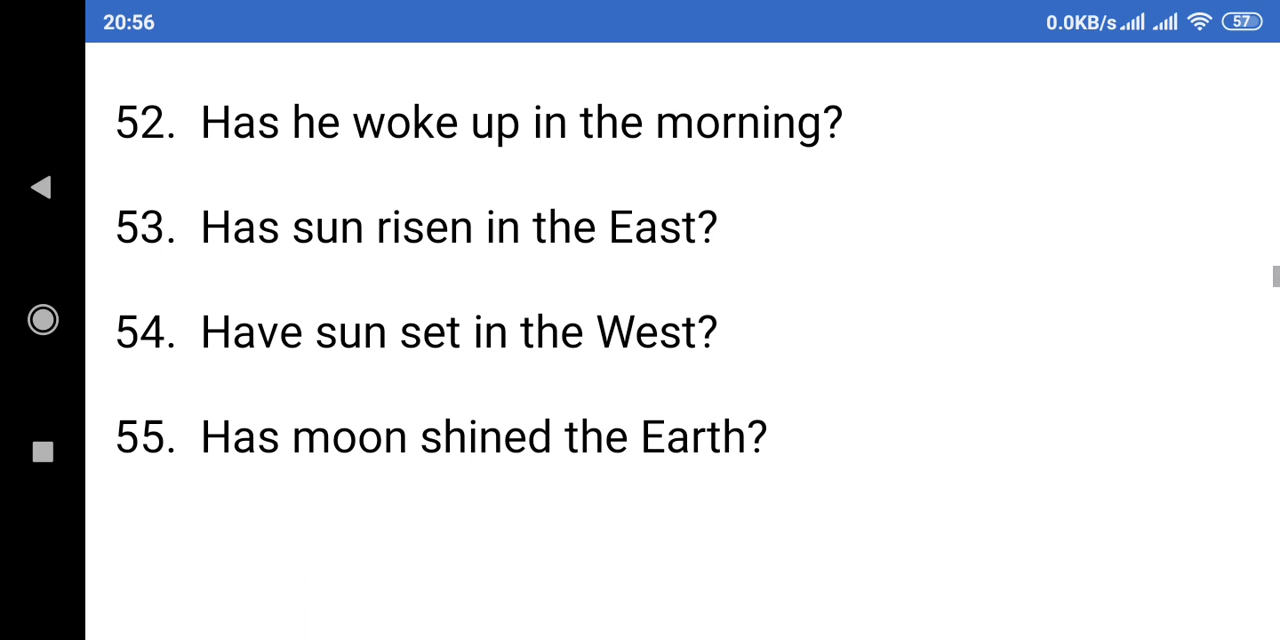 20:56 0.0KB/s 57
52. Has he woke up in the morning?
53. Has sun risen in the East?
54. Have sun set in the West?
55. Has moon shined the Earth?